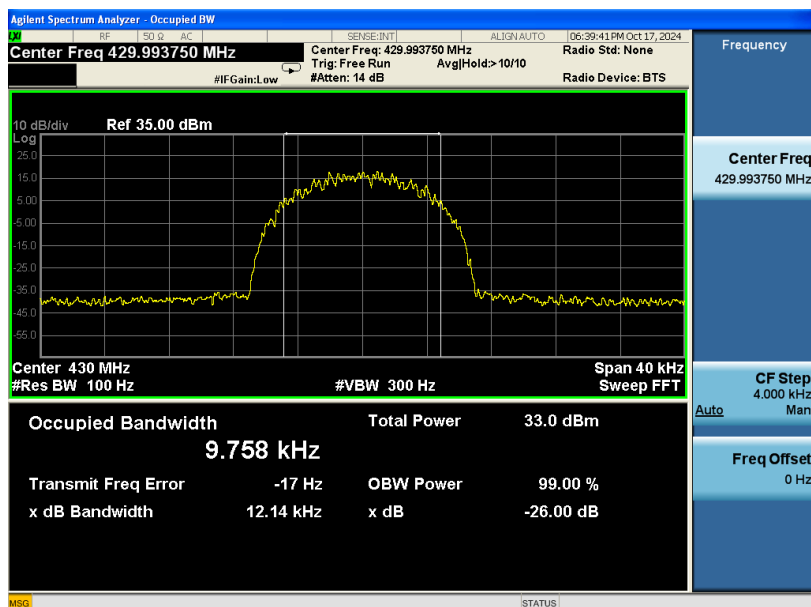 Agilent Spectrum Analyzer - Occupied BW
LXI RF 50 Ω AC SENSE:INT ALIGN AUTO 06:39:41 PM Oct 17, 2024
Center Freq 429.993750 MHz
Center Freq: 429.993750 MHz
Radio Std: None
Trig: Free Run Avg|Hold:>10/10
#IFGain:Low
#Atten: 14 dB
Radio Device: BTS
10 dB/div Ref 35.00 dBm
Log
25.0
15.0
5.00
-5.00
-15.0
-25.0
-35.0
-45.0
-55.0
Center 430 MHz Span 40 kHz
#Res BW 100 Hz #VBW 300 Hz Sweep FFT
Occupied Bandwidth Total Power 33.0 dBm
9.758 kHz
Transmit Freq Error -17 Hz OBW Power 99.00 %
x dB Bandwidth 12.14 kHz x dB -26.00 dB
Frequency
Center Freq
429.993750 MHz
CF Step
4.000 kHz
Auto Man
Freq Offset
0 Hz
MSG STATUS